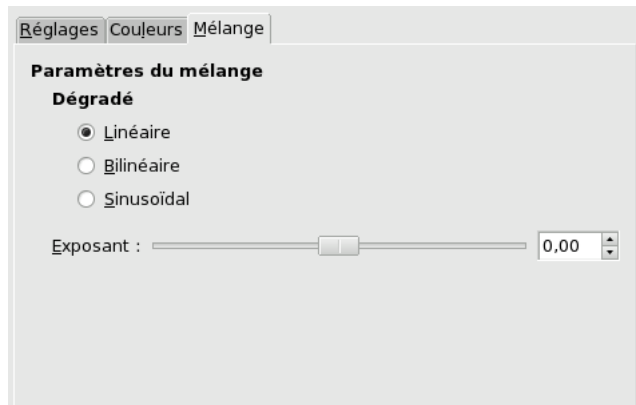 Réglages Couleurs Mélange
Paramètres du mélange
Dégradé
Linéaire
Bilinéaire
Sinusoïdal
Exposant : 0,00